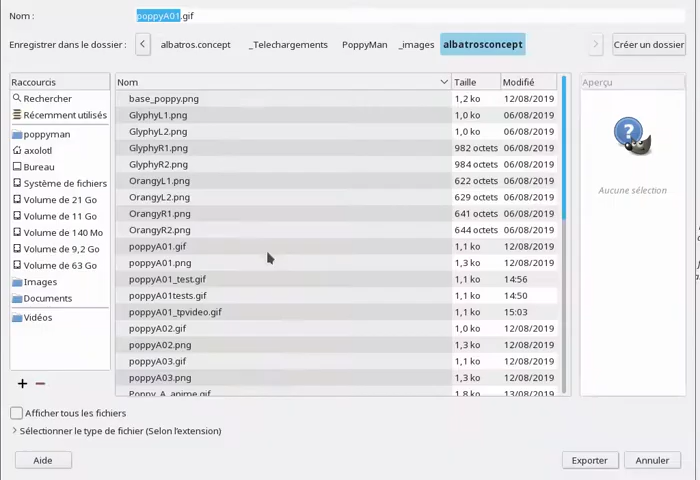 Nom : poppyA01.gif
Enregistrer dans le dossier : albatros.concept _Telechargements PoppyMan _images albatrosconcept Créer un dossier
Raccourcis
Rechercher
Récemment utilisés
poppyman
axolotl
Bureau
Système de fichiers
Volume de 21 Go
Volume de 11 Go
Volume de 140 Mo
Volume de 9,2 Go
Volume de 63 Go
Images
Documents
Vidéos
Nom Taille Modifié
base_poppy.png 1,2 ko 12/08/2019
GlyphyL1.png 1,0 ko 06/08/2019
GlyphyL2.png 1,0 ko 06/08/2019
GlyphyR1.png 982 octets 06/08/2019
GlyphyR2.png 984 octets 06/08/2019
OrangyL1.png 622 octets 06/08/2019
OrangyL2.png 629 octets 06/08/2019
OrangyR1.png 641 octets 06/08/2019
OrangyR2.png 644 octets 06/08/2019
poppyA01.gif 1,1 ko 12/08/2019
poppyA01.png 1,3 ko 12/08/2019
poppyA01_test.gif 1,1 ko 14:56
poppyA01tests.gif 1,1 ko 14:50
poppyA01_tpvideo.gif 1,1 ko 15:03
poppyA02.gif 1,0 ko 12/08/2019
poppyA02.png 1,3 ko 12/08/2019
poppyA03.gif 1,1 ko 12/08/2019
poppyA03.png 1,3 ko 12/08/2019
Poppy_A_anime.gif 1,8 ko 13/08/2019
Aperçu
Aucune sélection
Afficher tous les fichiers
Sélectionner le type de fichier (Selon l'extension)
Aide Exporter Annuler